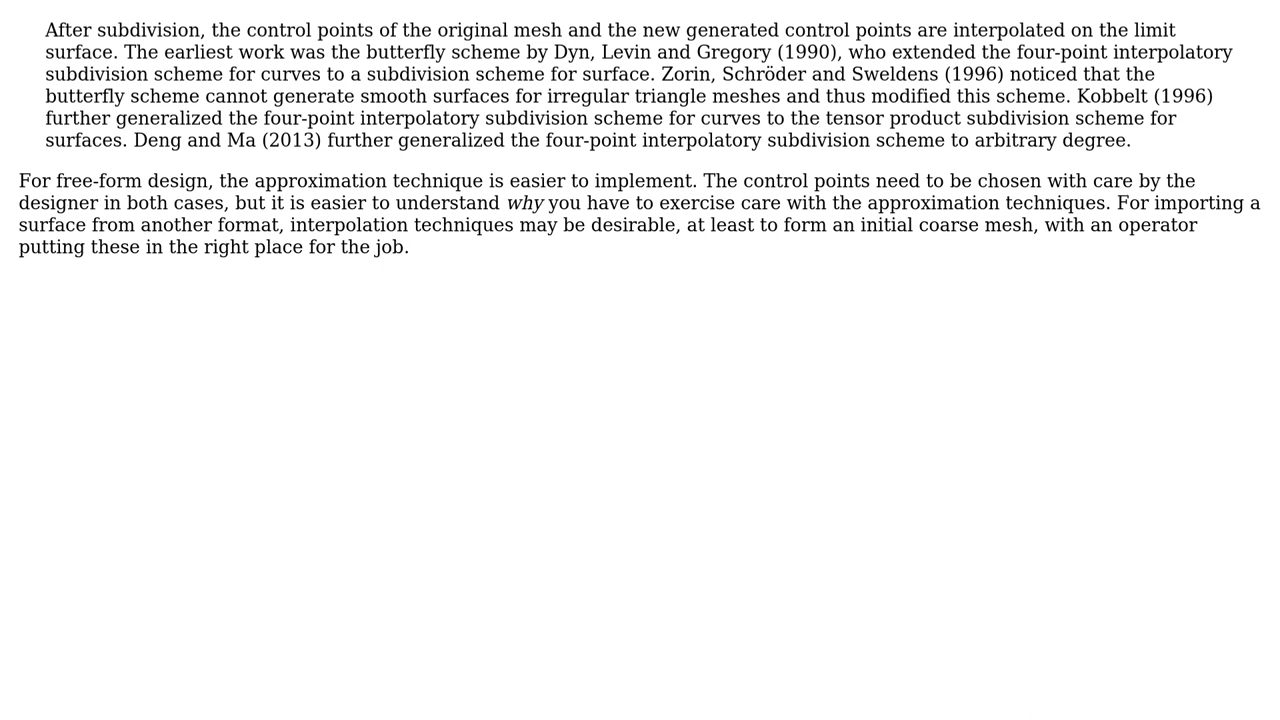 After subdivision, the control points of the original mesh and the new generated control points are interpolated on the limit
surface. The earliest work was the butterfly scheme by Dyn, Levin and Gregory (1990), who extended the four-point interpolatory
subdivision scheme for curves to a subdivision scheme for surface. Zorin, Schröder and Sweldens (1996) noticed that the
butterfly scheme cannot generate smooth surfaces for irregular triangle meshes and thus modified this scheme. Kobbelt (1996)
further generalized the four-point interpolatory subdivision scheme for curves to the tensor product subdivision scheme for
surfaces. Deng and Ma (2013) further generalized the four-point interpolatory subdivision scheme to arbitrary degree.
For free-form design, the approximation technique is easier to implement. The control points need to be chosen with care by the
designer in both cases, but it is easier to understand why you have to exercise care with the approximation techniques. For importing a
surface from another format, interpolation techniques may be desirable, at least to form an initial coarse mesh, with an operator
putting these in the right place for the job.